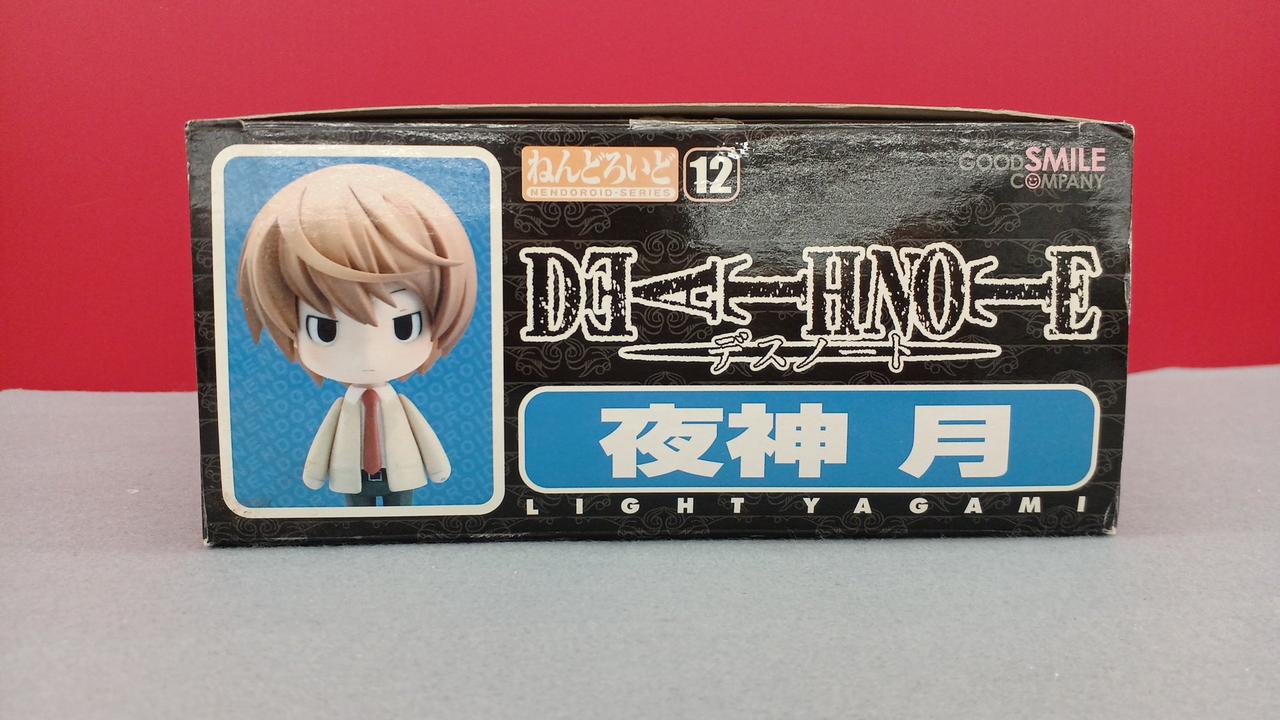 ねんどろいど
NENDOROID-SERIES
12
GOOD SMILE
COMPANY
DEATH NOTE
デスノート
夜神 月
LIGHT YAGAMI